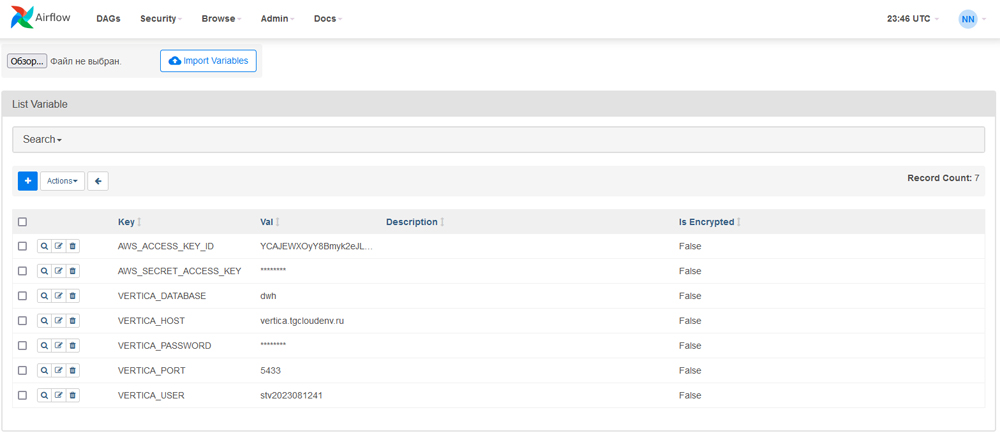 Airflow DAGs Security Browse Admin Docs 23:46 UTC NN
Обзор... Файл не выбран. Import Variables
List Variable
Search
Actions Record Count: 7
Key Val Description Is Encrypted
AWS_ACCESS_KEY_ID YCAJEWXOyY8Bmyk2eJL... False
AWS_SECRET_ACCESS_KEY ******** False
VERTICA_DATABASE dwh False
VERTICA_HOST vertica.tgcloudenv.ru False
VERTICA_PASSWORD ******** False
VERTICA_PORT 5433 False
VERTICA_USER stv2023081241 False